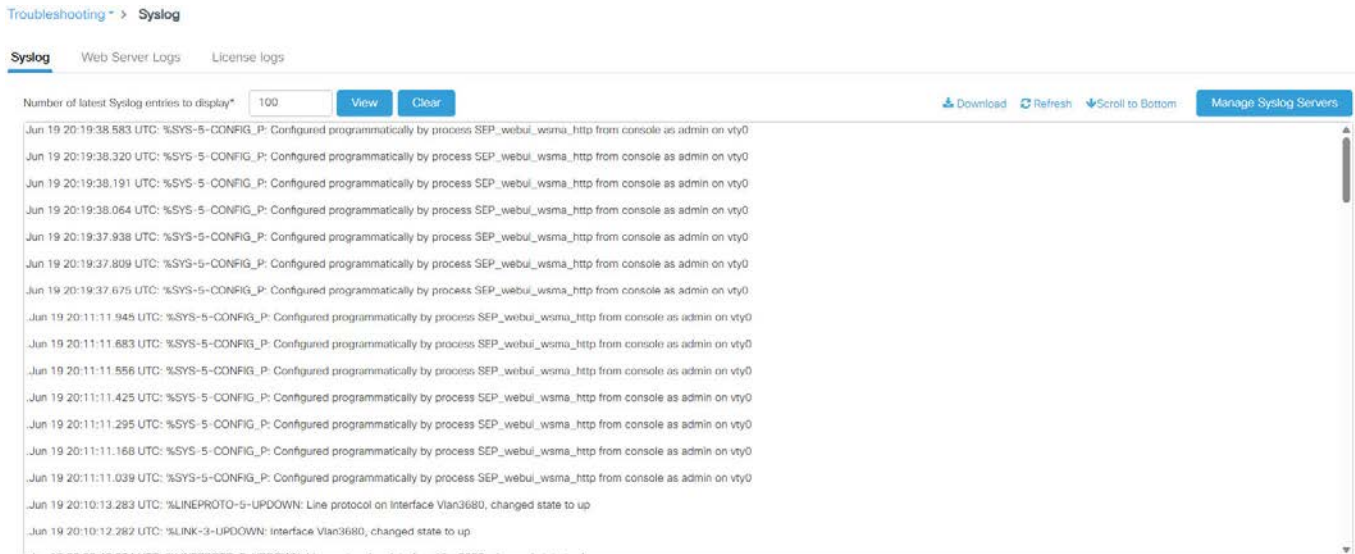 Troubleshooting > Syslog
Syslog Web Server Logs License logs
Number of latest Syslog entries to display* 100 View Clear Download Refresh Scroll to Bottom Manage Syslog Servers
Jun 19 20:19:38.583 UTC: %SYS-5-CONFIG_P: Configured programmatically by process SEP_webui_wsma_http from console as admin on vty0
Jun 19 20:19:38.320 UTC: %SYS-5-CONFIG_P: Configured programmatically by process SEP_webui_wsma_http from console as admin on vty0
Jun 19 20:19:38.191 UTC: %SYS-5-CONFIG_P: Configured programmatically by process SEP_webui_wsma_http from console as admin on vty0
Jun 19 20:19:38.064 UTC: %SYS-5-CONFIG_P: Configured programmatically by process SEP_webui_wsma_http from console as admin on vty0
Jun 19 20:19:37.938 UTC: %SYS-5-CONFIG_P: Configured programmatically by process SEP_webui_wsma_http from console as admin on vty0
Jun 19 20:19:37.809 UTC: %SYS-5-CONFIG_P: Configured programmatically by process SEP_webui_wsma_http from console as admin on vty0
Jun 19 20:19:37.675 UTC: %SYS-5-CONFIG_P: Configured programmatically by process SEP_webui_wsma_http from console as admin on vty0
.Jun 19 20:11:11.945 UTC: %SYS-5-CONFIG_P: Configured programmatically by process SEP_webui_wsma_http from console as admin on vty0
.Jun 19 20:11:11.683 UTC: %SYS-5-CONFIG_P: Configured programmatically by process SEP_webui_wsma_http from console as admin on vty0
.Jun 19 20:11:11.556 UTC: %SYS-5-CONFIG_P: Configured programmatically by process SEP_webui_wsma_http from console as admin on vty0
.Jun 19 20:11:11.425 UTC: %SYS-5-CONFIG_P: Configured programmatically by process SEP_webui_wsma_http from console as admin on vty0
.Jun 19 20:11:11.295 UTC: %SYS-5-CONFIG_P: Configured programmatically by process SEP_webui_wsma_http from console as admin on vty0
.Jun 19 20:11:11.168 UTC: %SYS-5-CONFIG_P: Configured programmatically by process SEP_webui_wsma_http from console as admin on vty0
.Jun 19 20:11:11.039 UTC: %SYS-5-CONFIG_P: Configured programmatically by process SEP_webui_wsma_http from console as admin on vty0
.Jun 19 20:10:13.283 UTC: %LINEPROTO-5-UPDOWN: Line protocol on Interface Vlan3680, changed state to up
.Jun 19 20:10:12.282 UTC: %LINK-3-UPDOWN: Interface Vlan3680, changed state to up